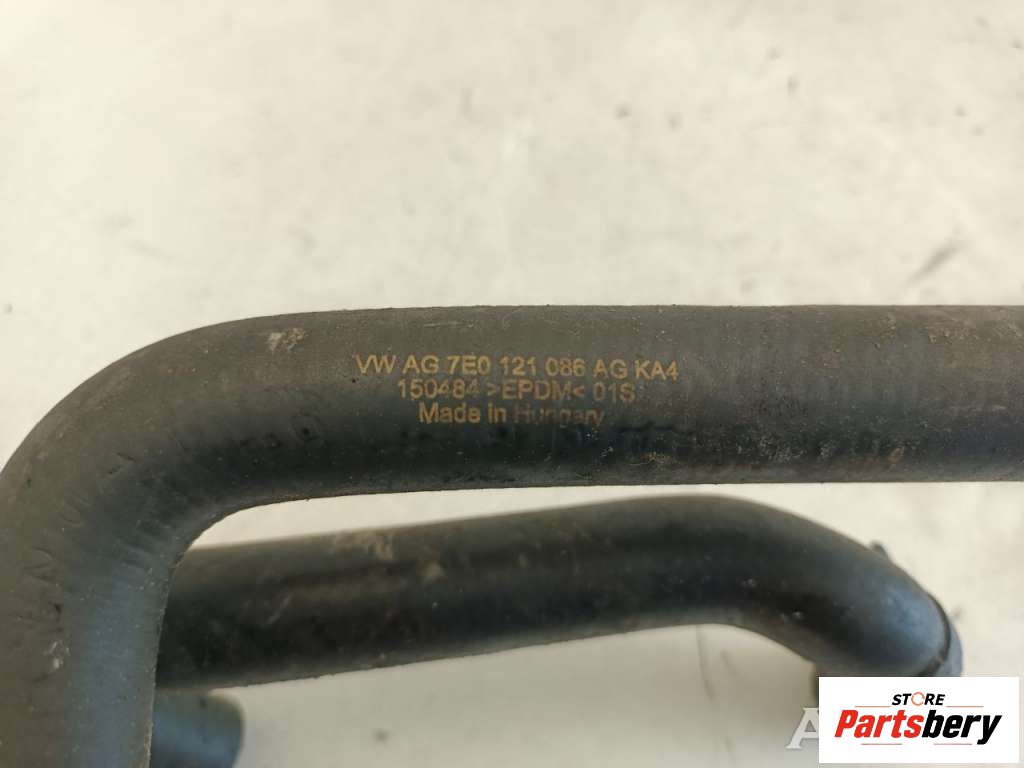 VW AG 7E0 121 086 AG KA4
150484 >EPDM< 01S
Made in Hungary
STORE
Partsbery